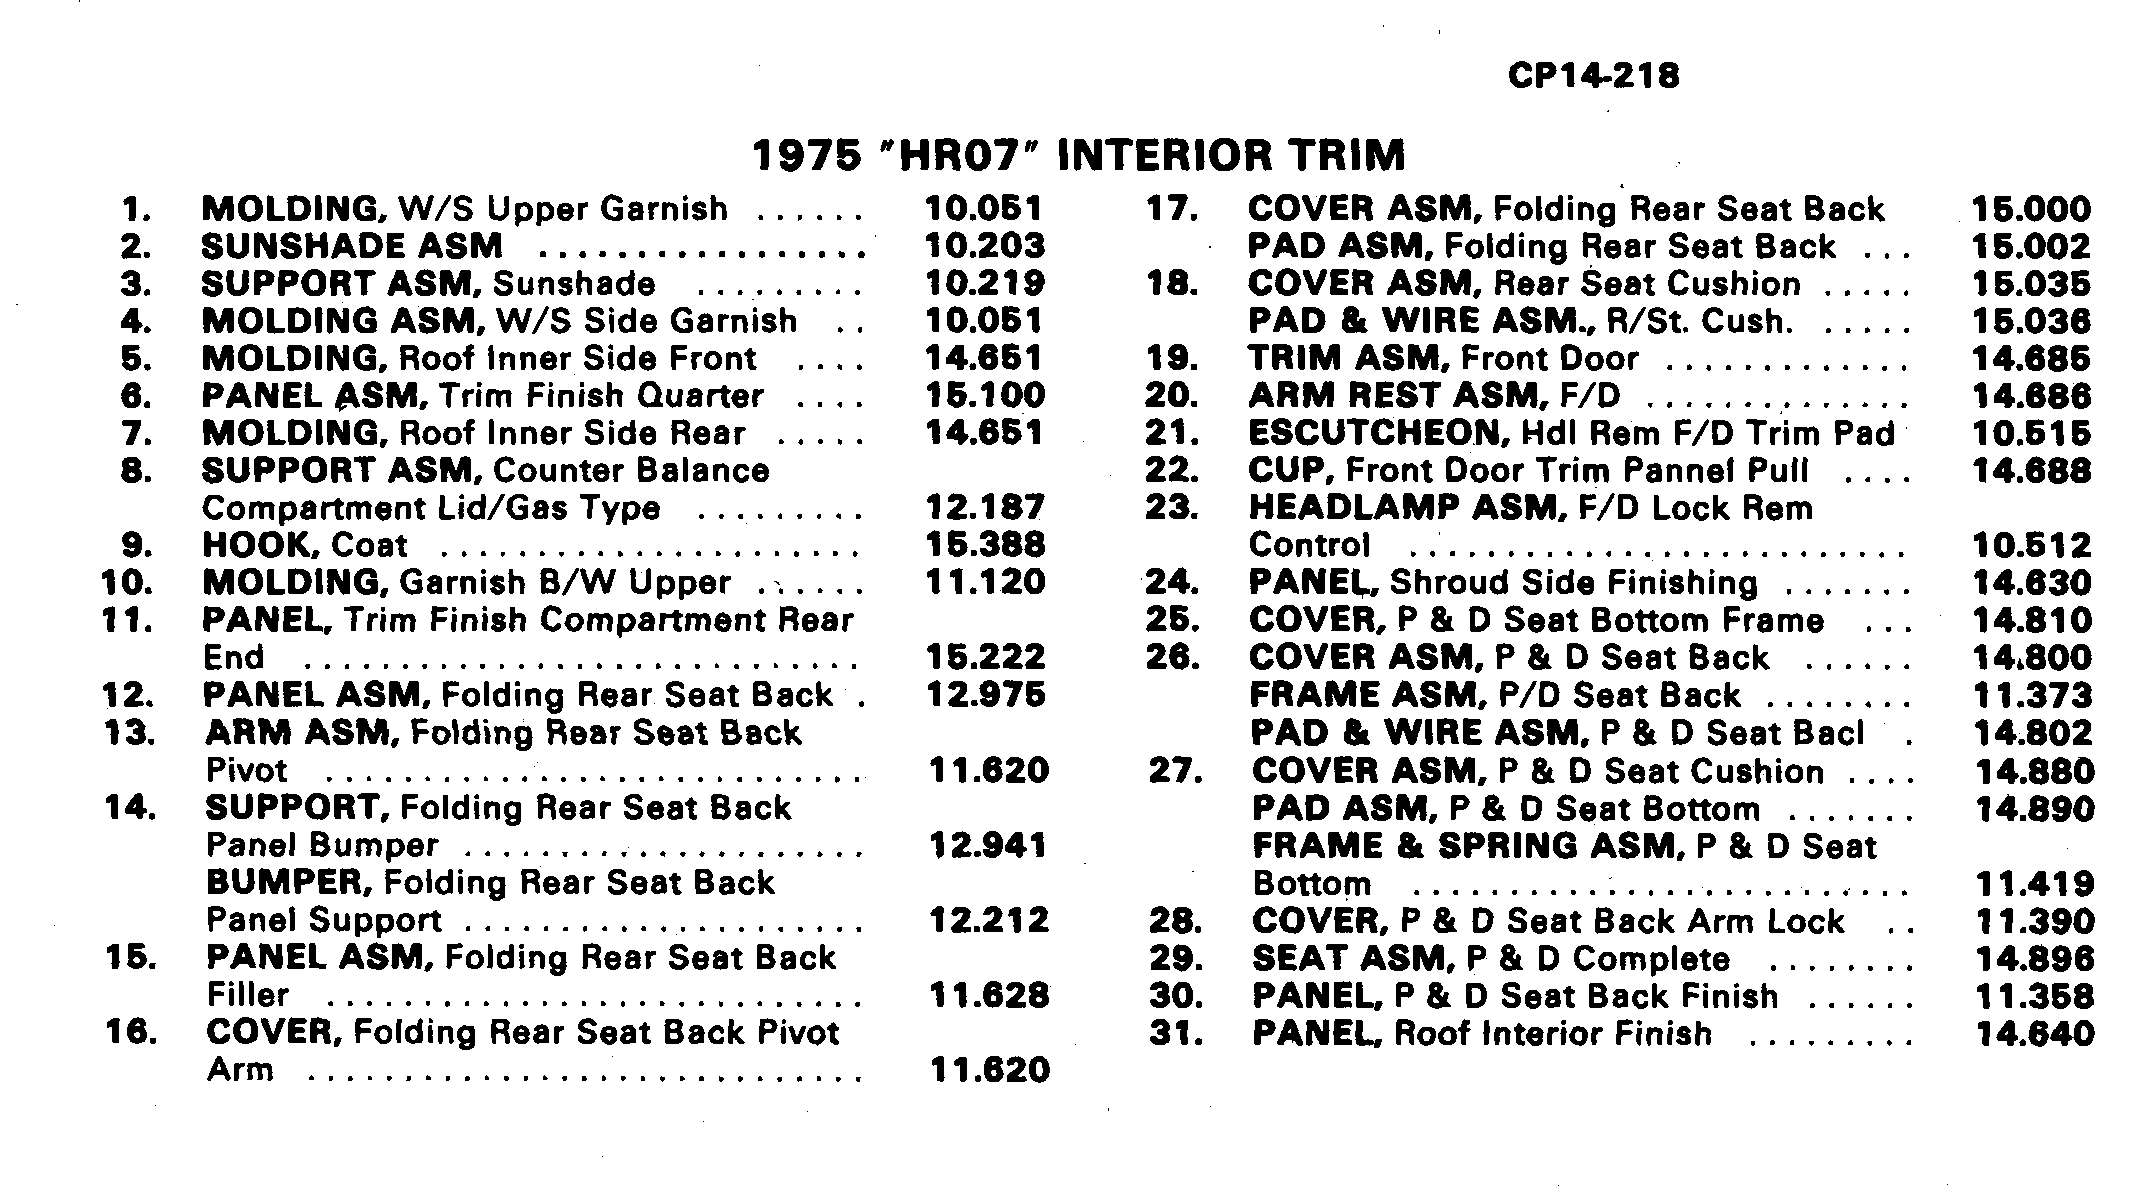 CP14-218
1975 "HR07" INTERIOR TRIM
1. MOLDING, W/S Upper Garnish ...... 10.051
2. SUNSHADE ASM ................. 10.203
3. SUPPORT ASM, Sunshade ......... 10.219
4. MOLDING ASM, W/S Side Garnish .. 10.051
5. MOLDING, Roof Inner Side Front .... 14.651
6. PANEL ASM, Trim Finish Quarter .... 15.100
7. MOLDING, Roof Inner Side Rear ..... 14.651
8. SUPPORT ASM, Counter Balance
Compartment Lid/Gas Type ......... 12.187
9. HOOK, Coat ...................... 15.388
10. MOLDING, Garnish B/W Upper ...... 11.120
11. PANEL, Trim Finish Compartment Rear
End ............................. 15.222
12. PANEL ASM, Folding Rear Seat Back . 12.975
13. ARM ASM, Folding Rear Seat Back
Pivot ............................ 11.620
14. SUPPORT, Folding Rear Seat Back
Panel Bumper ..................... 12.941
BUMPER, Folding Rear Seat Back
Panel Support ..................... 12.212
15. PANEL ASM, Folding Rear Seat Back
Filler ............................ 11.628
16. COVER, Folding Rear Seat Back Pivot
Arm ............................. 11.620
17. COVER ASM, Folding Rear Seat Back 15.000
PAD ASM, Folding Rear Seat Back ... 15.002
18. COVER ASM, Rear Seat Cushion ..... 15.035
PAD & WIRE ASM., R/St. Cush. ..... 15.036
19. TRIM ASM, Front Door ............. 14.685
20. ARM REST ASM, F/D .............. 14.686
21. ESCUTCHEON, Hdl Rem F/D Trim Pad 10.515
22. CUP, Front Door Trim Pannel Pull .... 14.688
23. HEADLAMP ASM, F/D Lock Rem
Control .......................... 10.512
24. PANEL, Shroud Side Finishing ....... 14.630
25. COVER, P & D Seat Bottom Frame ... 14.810
26. COVER ASM, P & D Seat Back ...... 14.800
FRAME ASM, P/D Seat Back ........ 11.373
PAD & WIRE ASM, P & D Seat Bacl . 14.802
27. COVER ASM, P & D Seat Cushion .... 14.880
PAD ASM, P & D Seat Bottom ....... 14.890
FRAME & SPRING ASM, P & D Seat
Bottom .......................... 11.419
28. COVER, P & D Seat Back Arm Lock .. 11.390
29. SEAT ASM, P & D Complete ........ 14.896
30. PANEL, P & D Seat Back Finish ...... 11.358
31. PANEL, Roof Interior Finish ......... 14.640